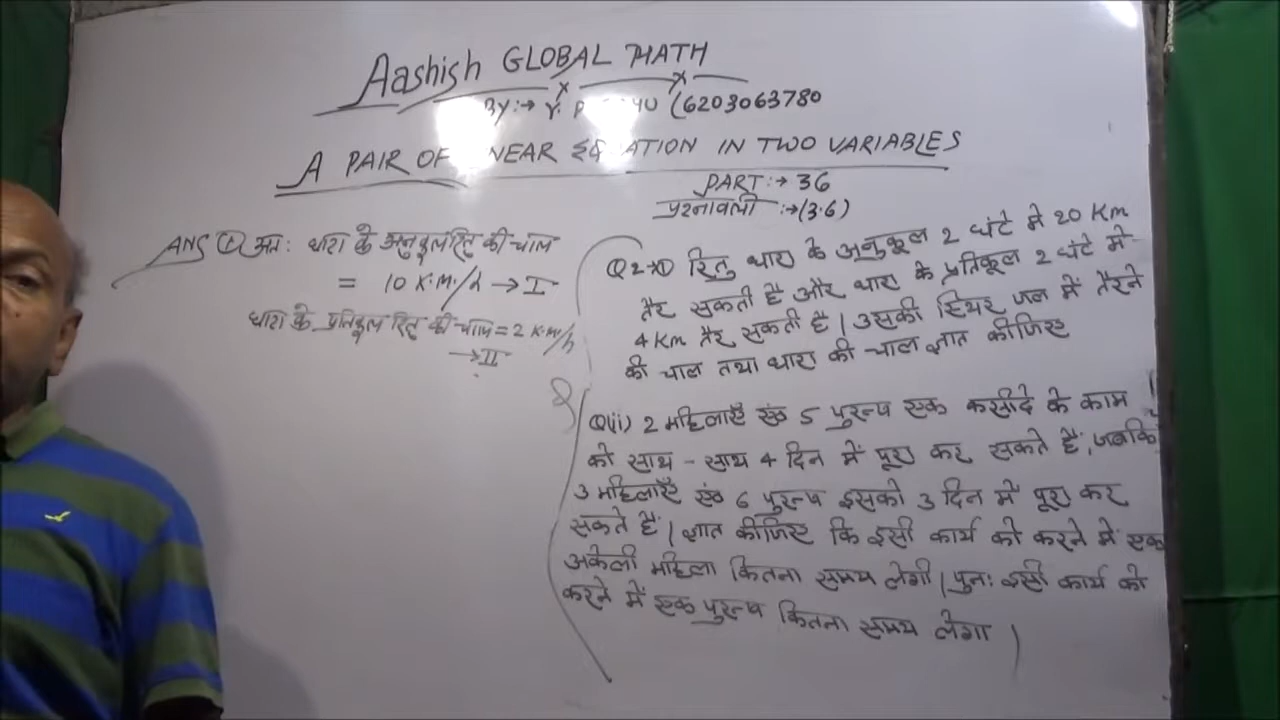 Aashish GLOBAL MATH
By:→ (6203063780
A PAIR OF EQUATION IN TWO VARIABLES
PART:→ 36
प्रश्नावली :→(3.6)
ANS अतः धारा के अनुकूल रितु की चाल
= 10 K.M./h → I
धारा के प्रतिकूल रितु की चाल = 2 K.M/h
→ II
Q2→① रितु धारा के अनुकूल 2 घंटे में 20 Km
तैर सकती है और धारा के प्रतिकूल 2 घंटे में
4 Km तैर सकती है | उसकी स्थिर जल में तैरने
की चाल तथा धारा की चाल ज्ञात कीजिए
Q(ii) 2 महिलाएँ एवं 5 पुरुष एक कसीदे के काम
को साथ - साथ 4 दिन में पूरा कर सकते हैं, जबकि
3 महिलाएँ एवं 6 पुरुष इसको 3 दिन में पूरा कर
सकते हैं | ज्ञात कीजिए कि इसी कार्य को करने में एक
अकेली महिला कितना समय लेगी | पुनः इसी कार्य को
करने में एक पुरुष कितना समय लेगा |